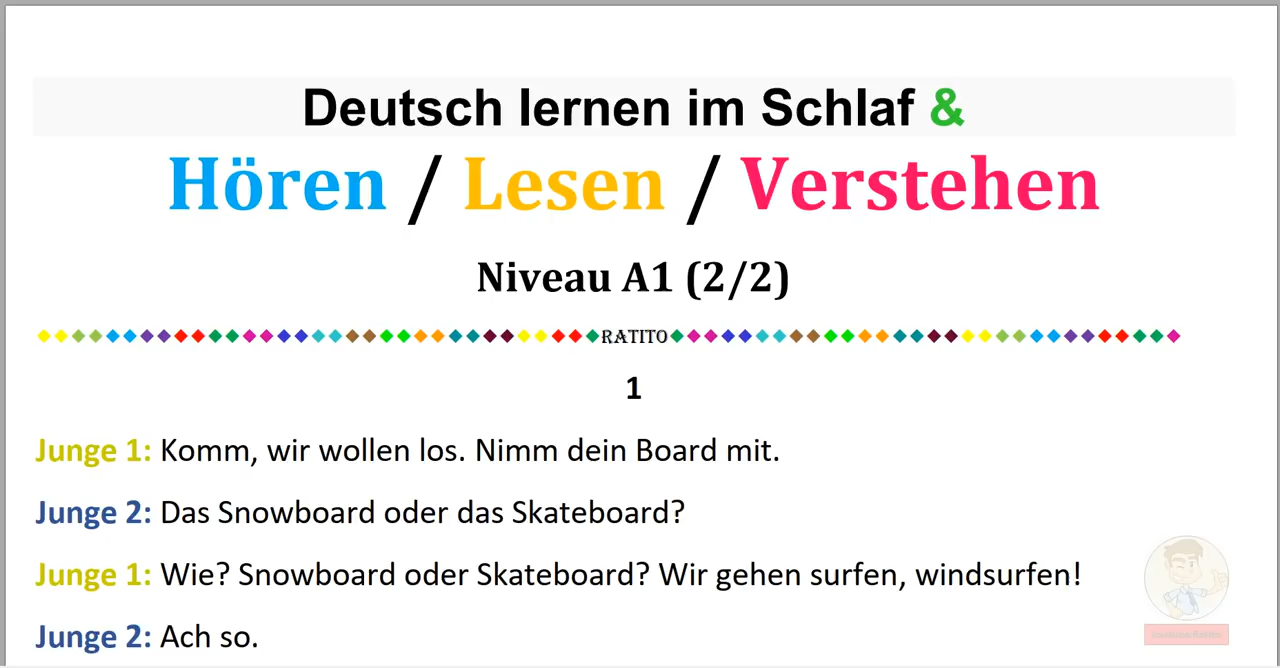 Deutsch lernen im Schlaf &
Hören / Lesen / Verstehen
Niveau A1 (2/2)
RATITO
1
Junge 1: Komm, wir wollen los. Nimm dein Board mit.
Junge 2: Das Snowboard oder das Skateboard?
Junge 1: Wie? Snowboard oder Skateboard? Wir gehen surfen, windsurfen!
Junge 2: Ach so.